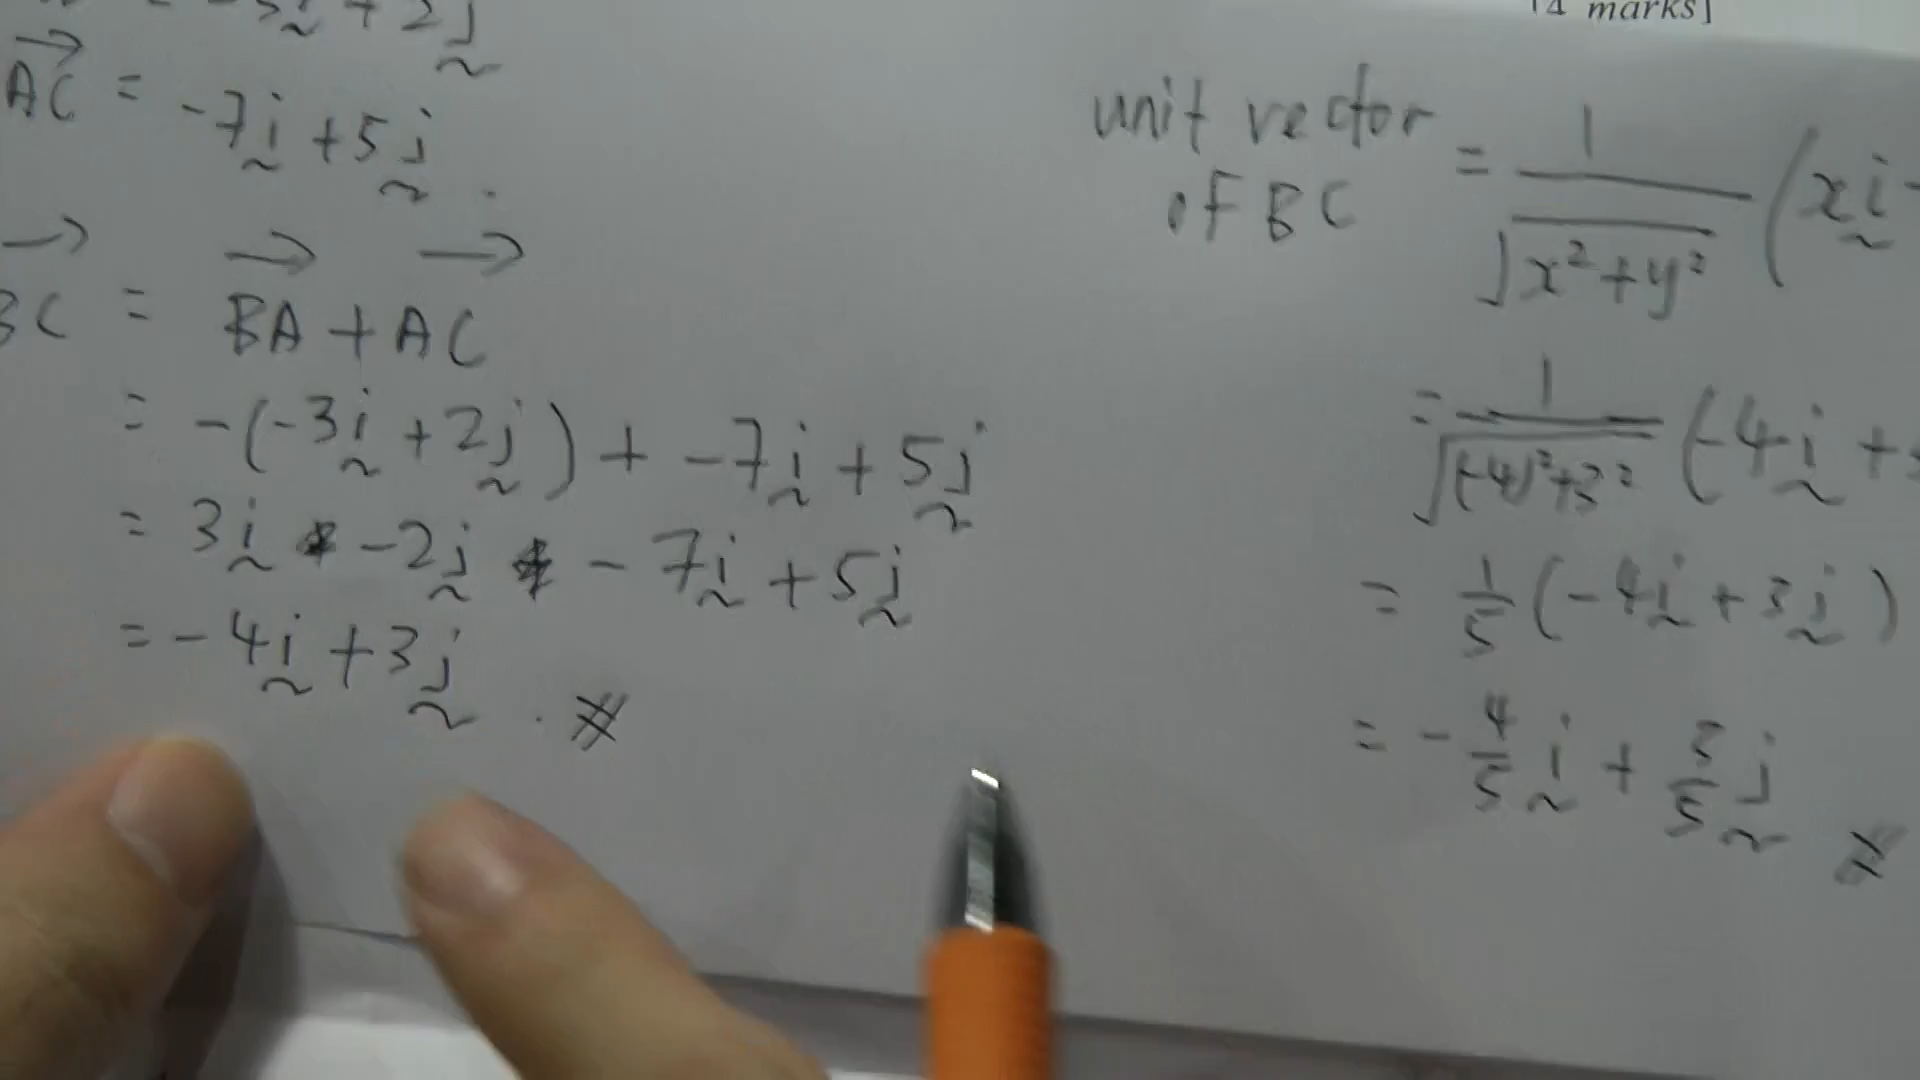 [4 marks]
-3i + 2j
AC = -7i + 5j
BC = BA + AC
= -(-3i + 2j) + -7i + 5j
= 3i - 2j - 7i + 5j
= -4i + 3j
unit vector of BC = 1/√(x²+y²) (xi
= 1/√((-4)²+3²) (-4i +
= 1/5 (-4i + 3j)
= -4/5 i + 3/5 j